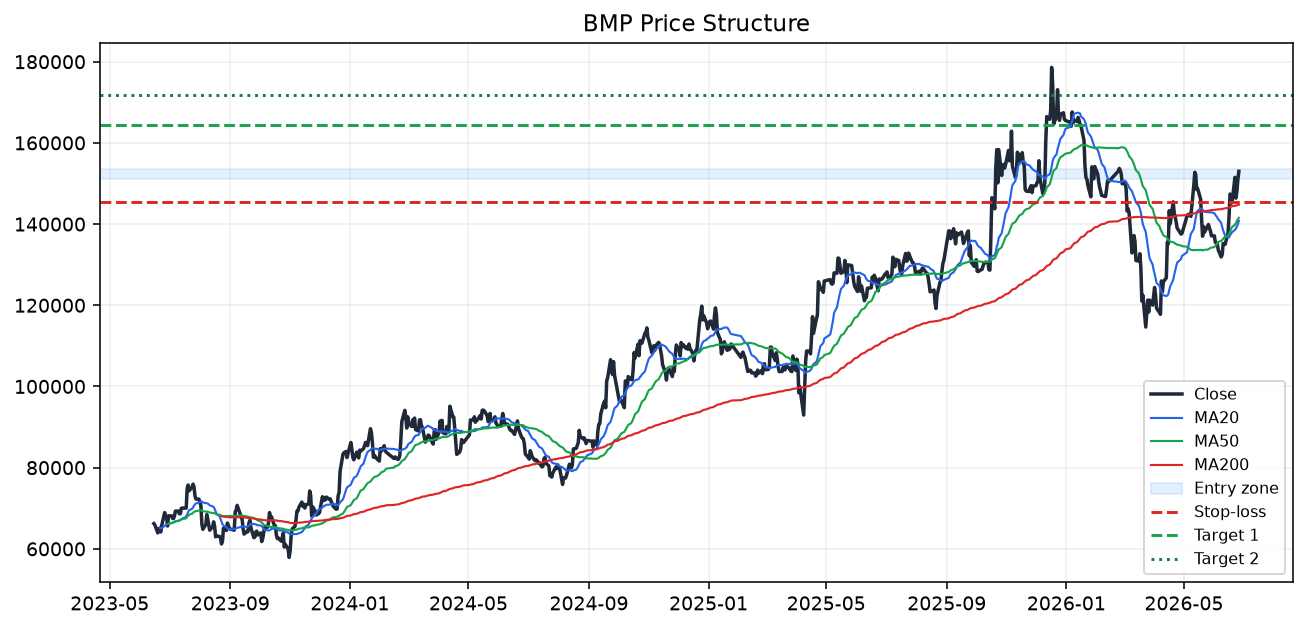 BMP Price Structure
180000
160000
140000
120000
100000
80000
60000
2023-05
2023-09
2024-01
2024-05
2024-09
2025-01
2025-05
2025-09
2026-01
2026-05
Close
MA20
MA50
MA200
Entry zone
Stop-loss
Target 1
Target 2